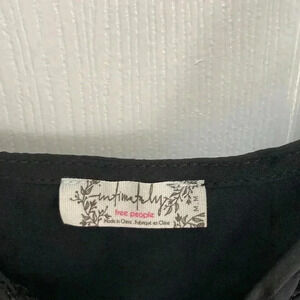 intimately
free people
Made in China . Fabriqué en Chine
M